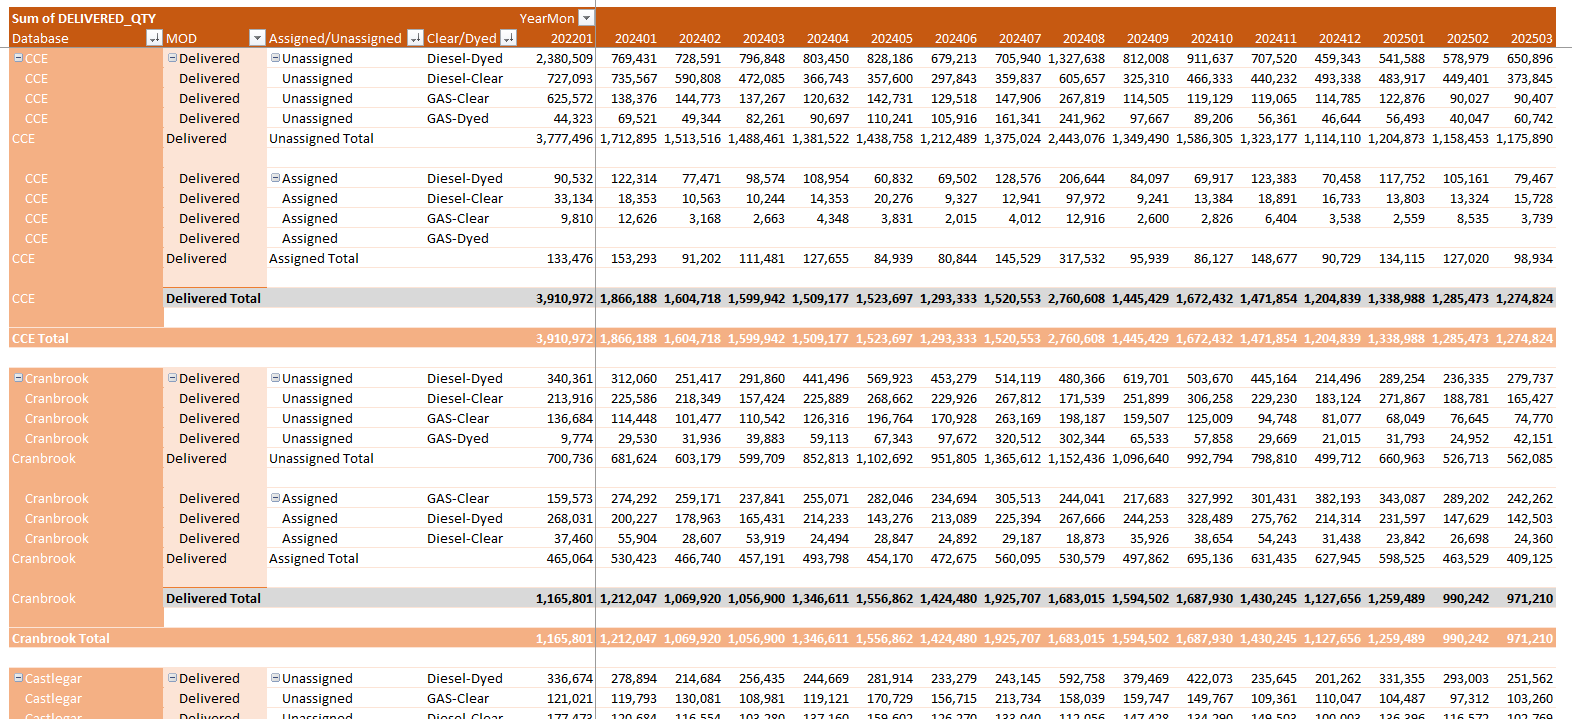 Sum of DELIVERED_QTY YearMon
Database MOD Assigned/Unassigned Clear/Dyed 202201 202401 202402 202403 202404 202405 202406 202407 202408 202409 202410 202411 202412 202501 202502 202503
CCE Delivered Unassigned Diesel-Dyed 2,380,509 769,431 728,591 796,848 803,450 828,186 679,213 705,940 1,327,638 812,008 911,637 707,520 459,343 541,588 578,979 650,896
CCE Delivered Unassigned Diesel-Clear 727,093 735,567 590,808 472,085 366,743 357,600 297,843 359,837 605,657 325,310 466,333 440,232 493,338 483,917 449,401 373,845
CCE Delivered Unassigned GAS-Clear 625,572 138,376 144,773 137,267 120,632 142,731 129,518 147,906 267,819 114,505 119,129 119,065 114,785 122,876 90,027 90,407
CCE Delivered Unassigned GAS-Dyed 44,323 69,521 49,344 82,261 90,697 110,241 105,916 161,341 241,962 97,667 89,206 56,361 46,644 56,493 40,047 60,742
CCE Delivered Unassigned Total 3,777,496 1,712,895 1,513,516 1,488,461 1,381,522 1,438,758 1,212,489 1,375,024 2,443,076 1,349,490 1,586,305 1,323,177 1,114,110 1,204,873 1,158,453 1,175,890
CCE Delivered Assigned Diesel-Dyed 90,532 122,314 77,471 98,574 108,954 60,832 69,502 128,576 206,644 84,097 69,917 123,383 70,458 117,752 105,161 79,467
CCE Delivered Assigned Diesel-Clear 33,134 18,353 10,563 10,244 14,353 20,276 9,327 12,941 97,972 9,241 13,384 18,891 16,733 13,803 13,324 15,728
CCE Delivered Assigned GAS-Clear 9,810 12,626 3,168 2,663 4,348 3,831 2,015 4,012 12,916 2,600 2,826 6,404 3,538 2,559 8,535 3,739
CCE Delivered Assigned GAS-Dyed
CCE Delivered Assigned Total 133,476 153,293 91,202 111,481 127,655 84,939 80,844 145,529 317,532 95,939 86,127 148,677 90,729 134,115 127,020 98,934
CCE Delivered Total 3,910,972 1,866,188 1,604,718 1,599,942 1,509,177 1,523,697 1,293,333 1,520,553 2,760,608 1,445,429 1,672,432 1,471,854 1,204,839 1,338,988 1,285,473 1,274,824
CCE Total 3,910,972 1,866,188 1,604,718 1,599,942 1,509,177 1,523,697 1,293,333 1,520,553 2,760,608 1,445,429 1,672,432 1,471,854 1,204,839 1,338,988 1,285,473 1,274,824
Cranbrook Delivered Unassigned Diesel-Dyed 340,361 312,060 251,417 291,860 441,496 569,923 453,279 514,119 480,366 619,701 503,670 445,164 214,496 289,254 236,335 279,737
Cranbrook Delivered Unassigned Diesel-Clear 213,916 225,586 218,349 157,424 225,889 268,662 229,926 267,812 171,539 251,899 306,258 229,230 183,124 271,867 188,781 165,427
Cranbrook Delivered Unassigned GAS-Clear 136,684 114,448 101,477 110,542 126,316 196,764 170,928 263,169 198,187 159,507 125,009 94,748 81,077 68,049 76,645 74,770
Cranbrook Delivered Unassigned GAS-Dyed 9,774 29,530 31,936 39,883 59,113 67,343 97,672 320,512 302,344 65,533 57,858 29,669 21,015 31,793 24,952 42,151
Cranbrook Delivered Unassigned Total 700,736 681,624 603,179 599,709 852,813 1,102,692 951,805 1,365,612 1,152,436 1,096,640 992,794 798,810 499,712 660,963 526,713 562,085
Cranbrook Delivered Assigned GAS-Clear 159,573 274,292 259,171 237,841 255,071 282,046 234,694 305,513 244,041 217,683 327,992 301,431 382,193 343,087 289,202 242,262
Cranbrook Delivered Assigned Diesel-Dyed 268,031 200,227 178,963 165,431 214,233 143,276 213,089 225,394 267,666 244,253 328,489 275,762 214,314 231,597 147,629 142,503
Cranbrook Delivered Assigned Diesel-Clear 37,460 55,904 28,607 53,919 24,494 28,847 24,892 29,187 18,873 35,926 38,654 54,243 31,438 23,842 26,698 24,360
Cranbrook Delivered Assigned Total 465,064 530,423 466,740 457,191 493,798 454,170 472,675 560,095 530,579 497,862 695,136 631,435 627,945 598,525 463,529 409,125
Cranbrook Delivered Total 1,165,801 1,212,047 1,069,920 1,056,900 1,346,611 1,556,862 1,424,480 1,925,707 1,683,015 1,594,502 1,687,930 1,430,245 1,127,656 1,259,489 990,242 971,210
Cranbrook Total 1,165,801 1,212,047 1,069,920 1,056,900 1,346,611 1,556,862 1,424,480 1,925,707 1,683,015 1,594,502 1,687,930 1,430,245 1,127,656 1,259,489 990,242 971,210
Castlegar Delivered Unassigned Diesel-Dyed 336,674 278,894 214,684 256,435 244,669 281,914 233,279 243,145 592,758 379,469 422,073 235,645 201,262 331,355 293,003 251,562
Castlegar Delivered Unassigned GAS-Clear 121,021 119,793 130,081 108,981 119,121 170,729 156,715 213,734 158,039 159,747 149,767 109,361 110,047 104,487 97,312 103,260
Castlegar Delivered Unassigned Diesel-Clear